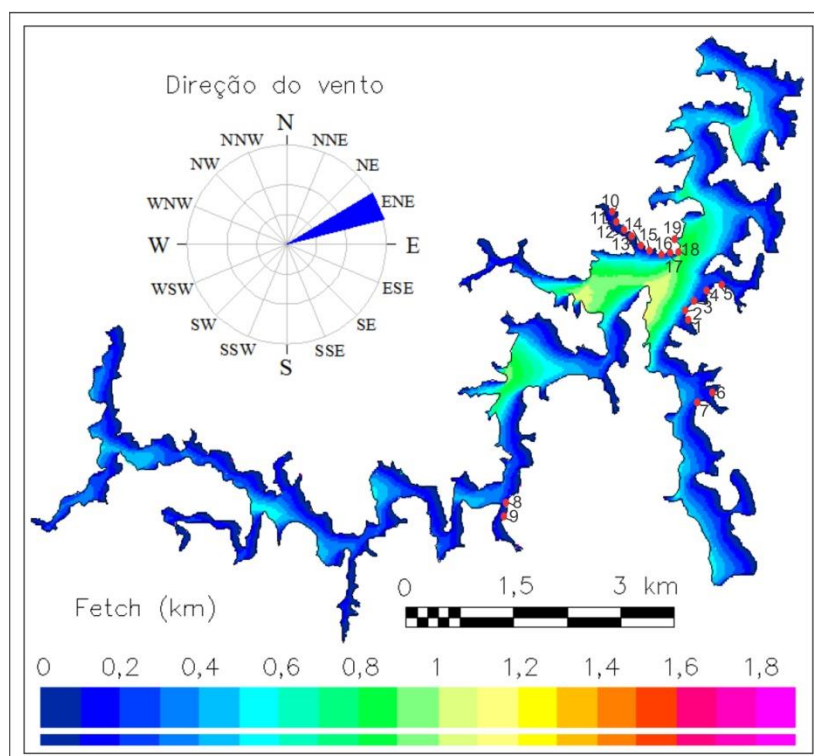 Direção do vento
N
NNW
NNE
NW
NE
WNW
ENE
W
E
WSW
ESE
SW
SE
SSW
SSE
S
10
11
12
14
13
15
16
19
18
17
5
4
3
2
1
6
7
8
9
0 1,5 3 km
Fetch (km)
0 0,2 0,4 0,6 0,8 1 1,2 1,4 1,6 1,8